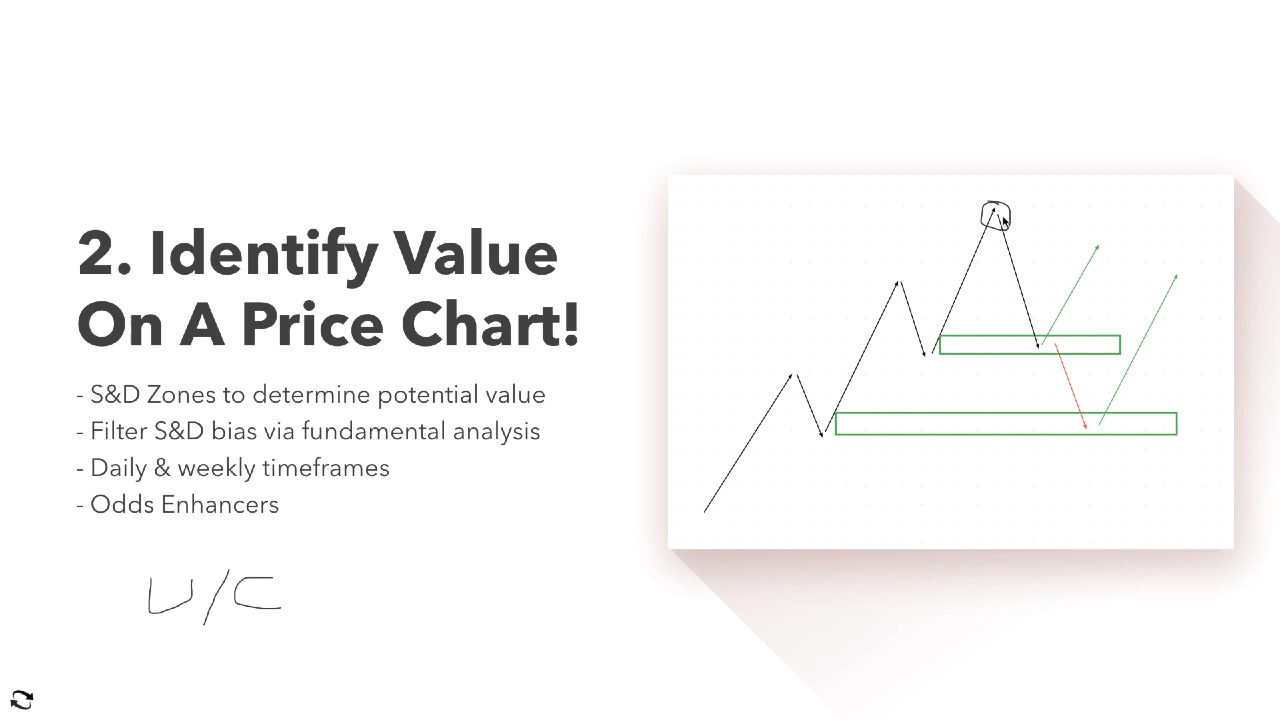 2. Identify Value
On A Price Chart!
- S&D Zones to determine potential value
- Filter S&D bias via fundamental analysis
- Daily & weekly timeframes
- Odds Enhancers
U/C